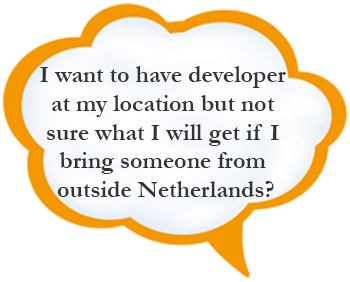 I want to have developer
at my location but not
sure what I will get if I
bring someone from
outside Netherlands?